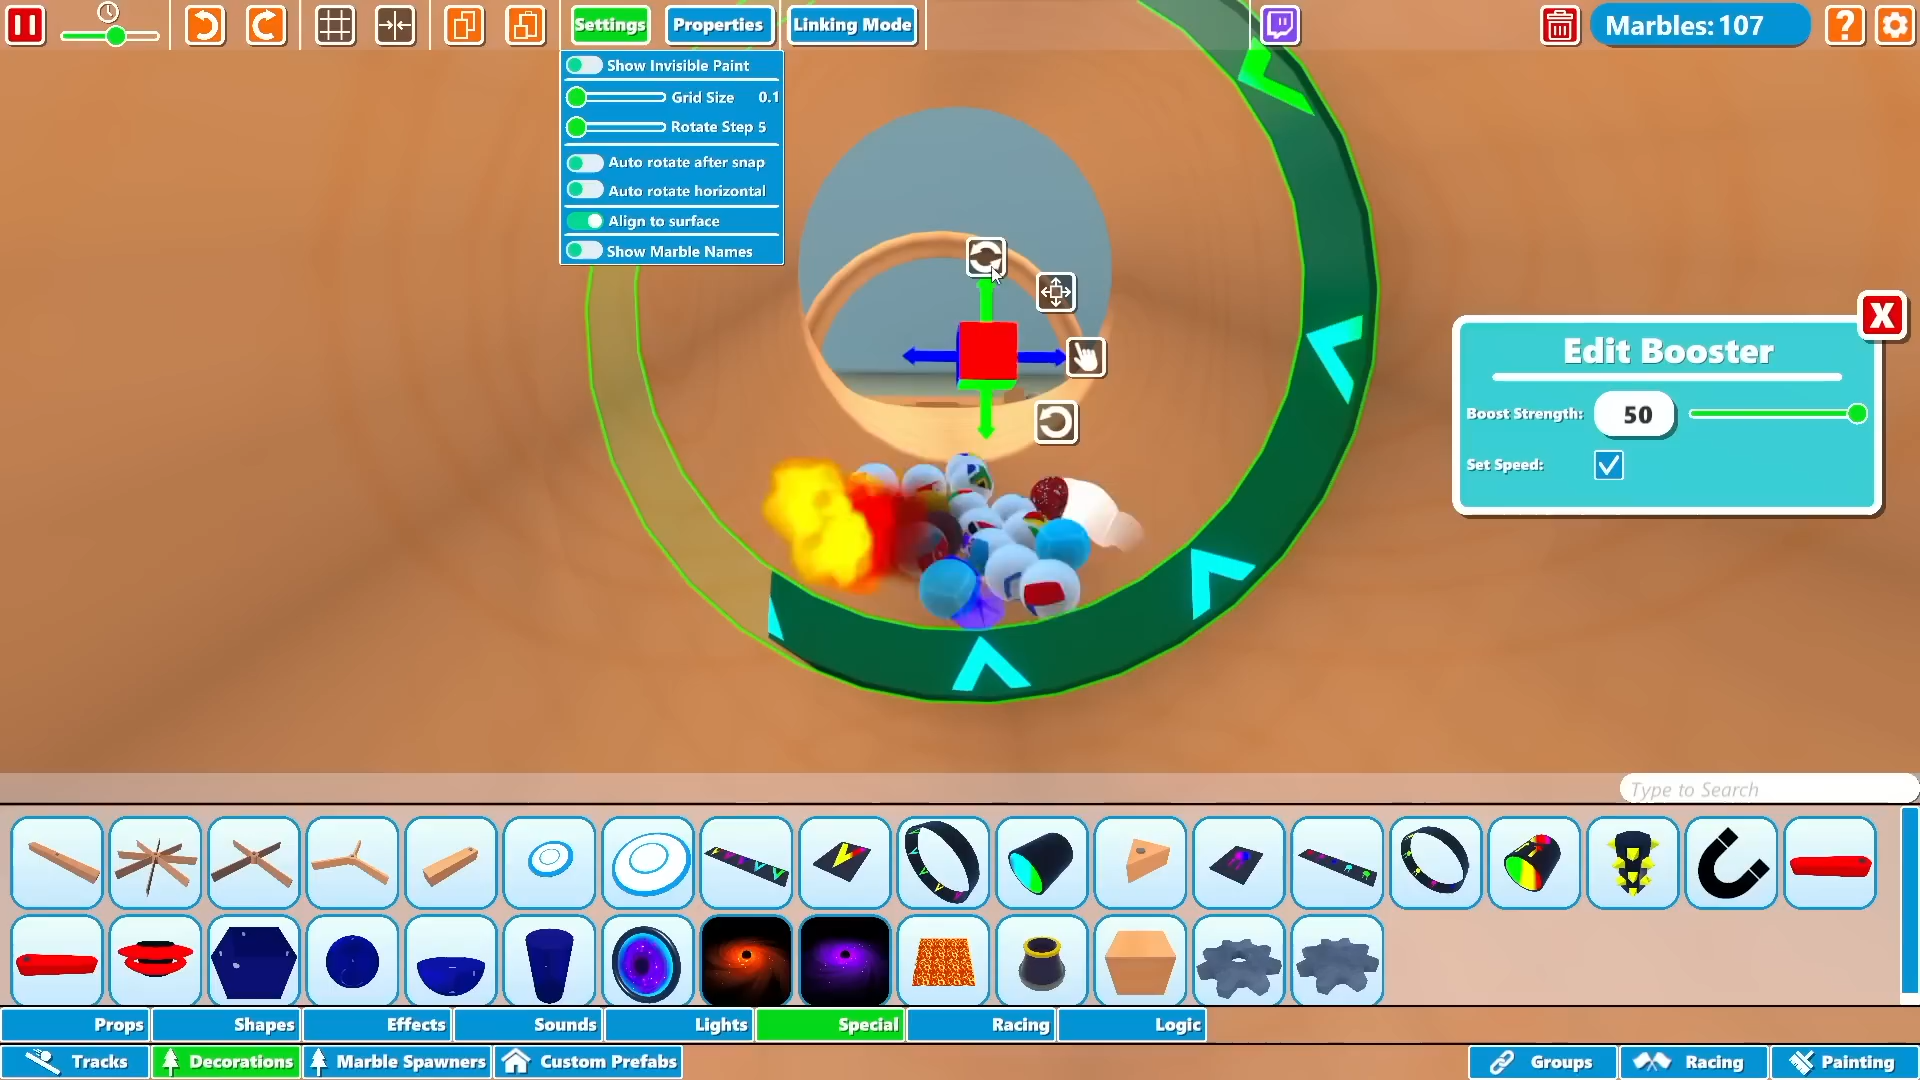 Settings
Properties
Linking Mode
Marbles: 107
?
Show Invisible Paint
Grid Size 0.1
Rotate Step 5
Auto rotate after snap
Auto rotate horizontal
Align to surface
Show Marble Names
X
Edit Booster
Boost Strength: 50
Set Speed:
Type to Search
Props
Shapes
Effects
Sounds
Lights
Special
Racing
Logic
Tracks
Decorations
Marble Spawners
Custom Prefabs
Groups
Racing
Painting